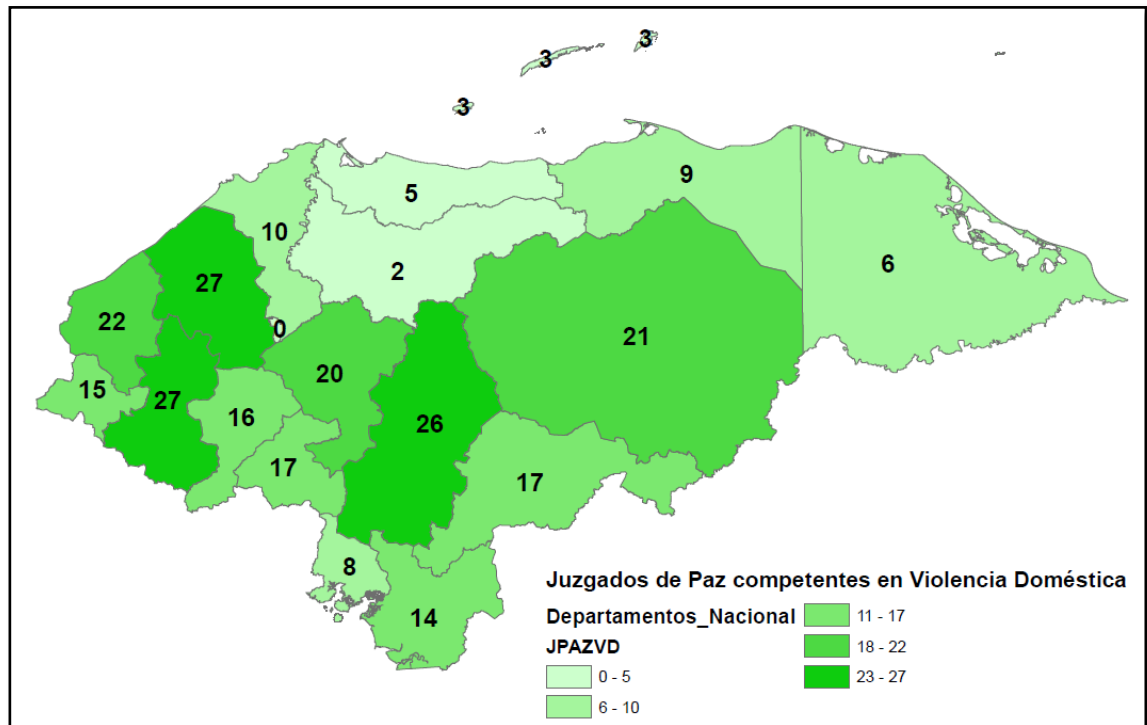 3
3
3
5
9
10
2
6
27
22
0
21
20
15
27
16
26
17
17
8
14
Juzgados de Paz competentes en Violencia Doméstica
Departamentos_Nacional
JPAZVD
0 - 5
6 - 10
11 - 17
18 - 22
23 - 27